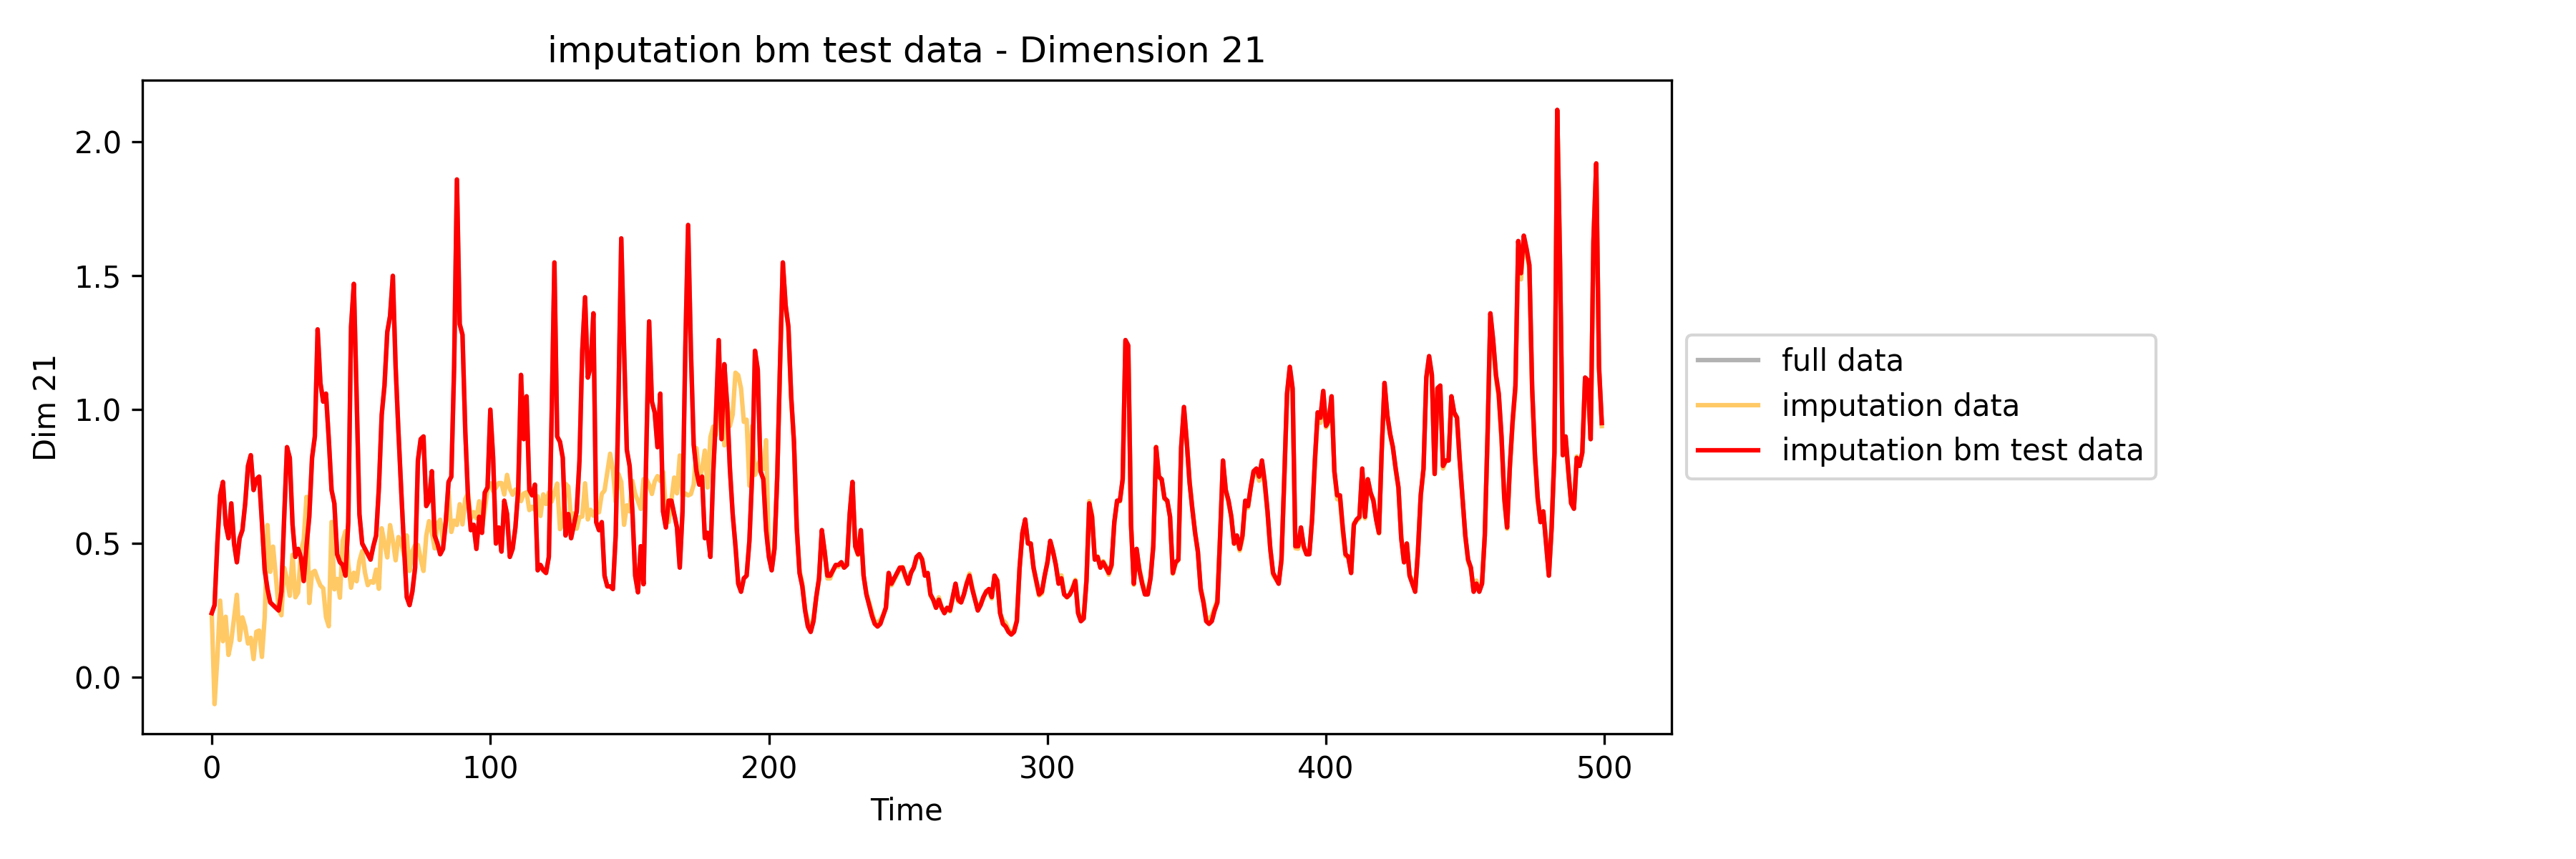 imputation bm test data - Dimension 21
2.0
1.5
1.0
0.5
0.0
Dim 21
0 100 200 300 400 500
Time
full data
imputation data
imputation bm test data